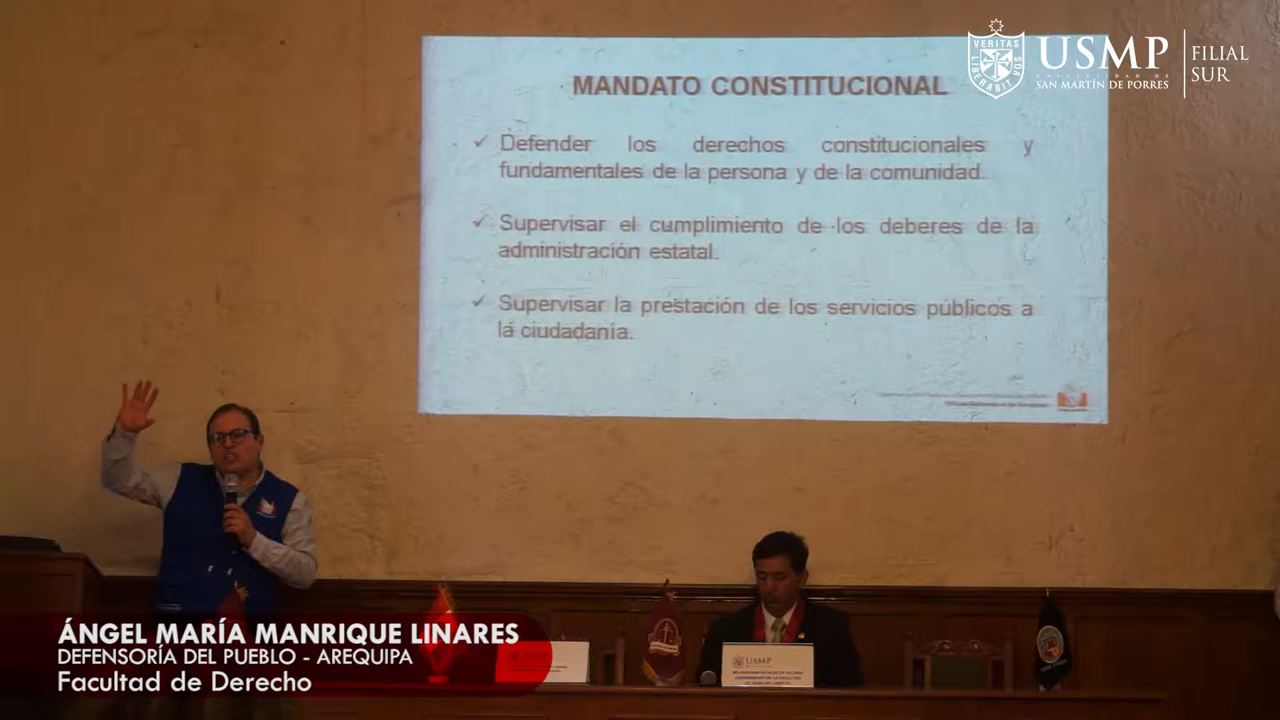 MANDATO CONSTITUCIONAL
✓ Defender los derechos constitucionales y
fundamentales de la persona y de la comunidad.
✓ Supervisar el cumplimiento de los deberes de la
administración estatal.
✓ Supervisar la prestación de los servicios públicos a
la ciudadanía.
VERITAS
LIBERABIT VOS
USMP
UNIVERSIDAD DE
SAN MARTÍN DE PORRES
FILIAL
SUR
ÁNGEL MARÍA MANRIQUE LINARES
DEFENSORÍA DEL PUEBLO - AREQUIPA
Facultad de Derecho
USMP